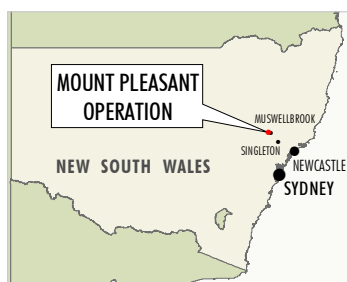 MOUNT PLEASANT
OPERATION
MUSWELLBROOK
SINGLETON
NEWCASTLE
NEW SOUTH WALES
SYDNEY